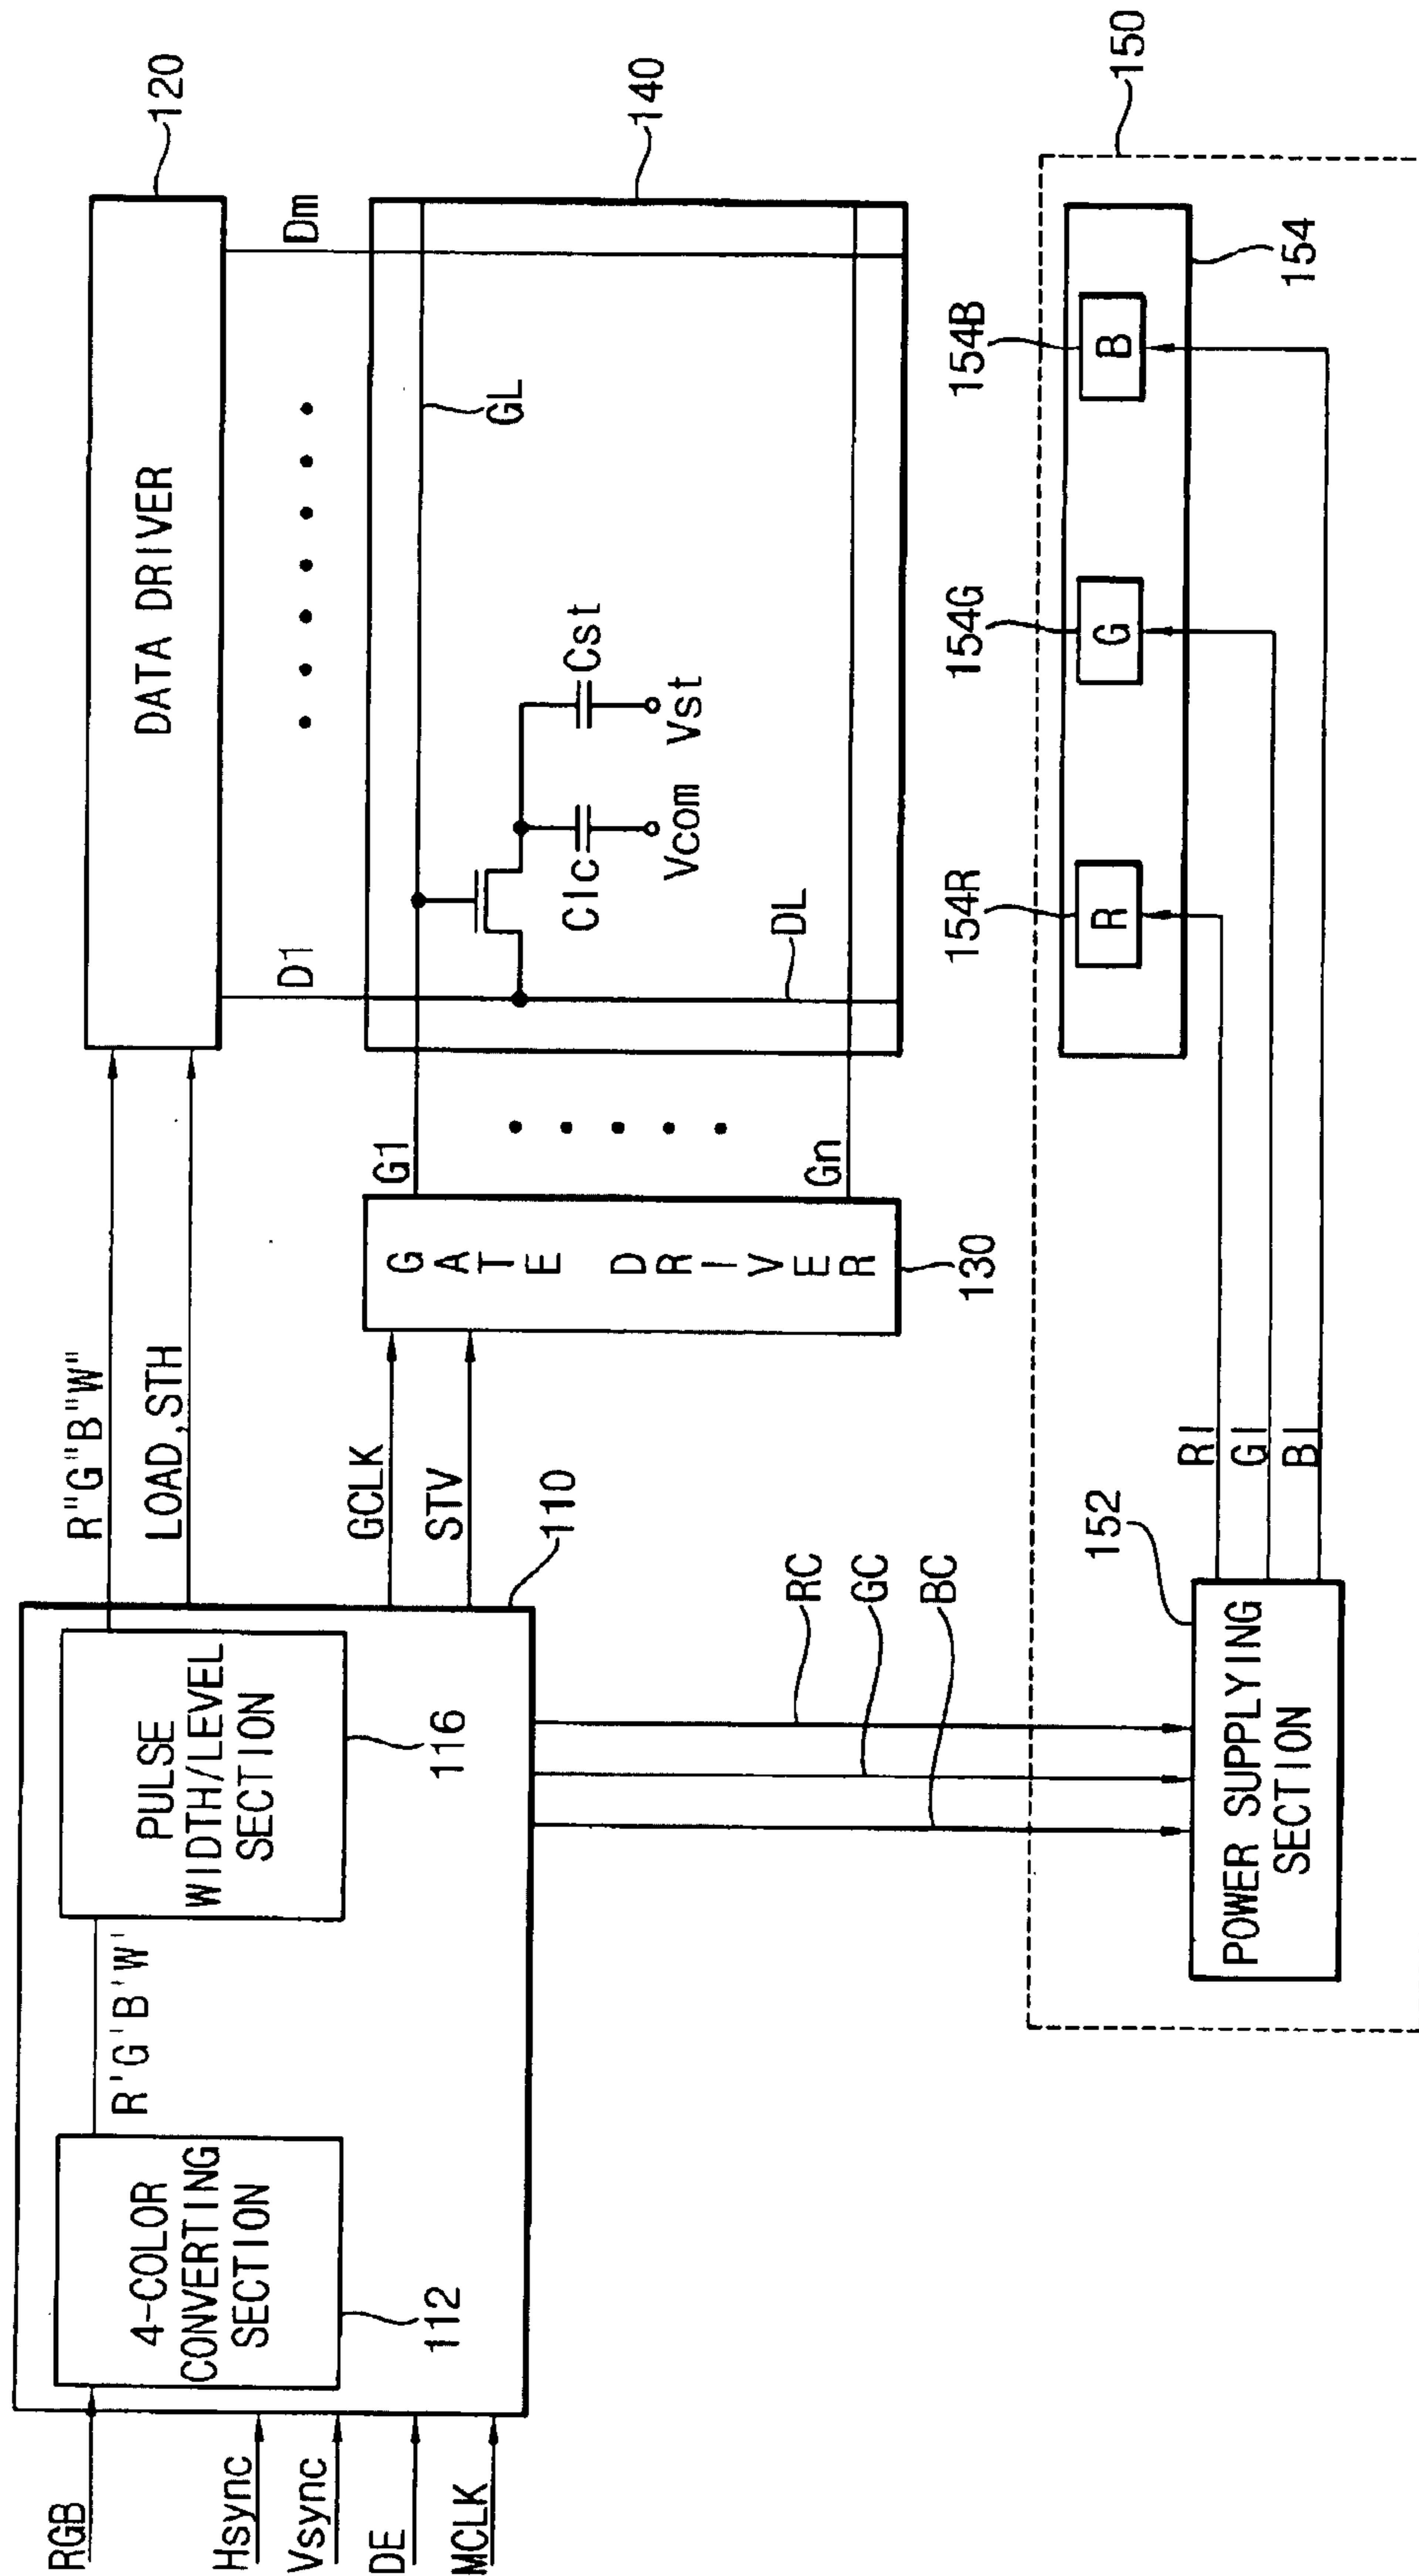 RGB
Hsync
Vsync
DE
MCLK
4-COLOR
CONVERTING
SECTION
112
R'G'B'W'
PULSE
WIDTH/LEVEL
SECTION
116
110
R"G"B"W"
LOAD,STH
GCLK
STV
DATA DRIVER
120
GATE DRIVER
130
G1
Gn
D1
Dm
GL
DL
Clc
Cst
Vcom
Vst
140
RC
GC
BC
POWER SUPPLYING
SECTION
152
RI
GI
BI
154R
R
154G
G
154B
B
154
150